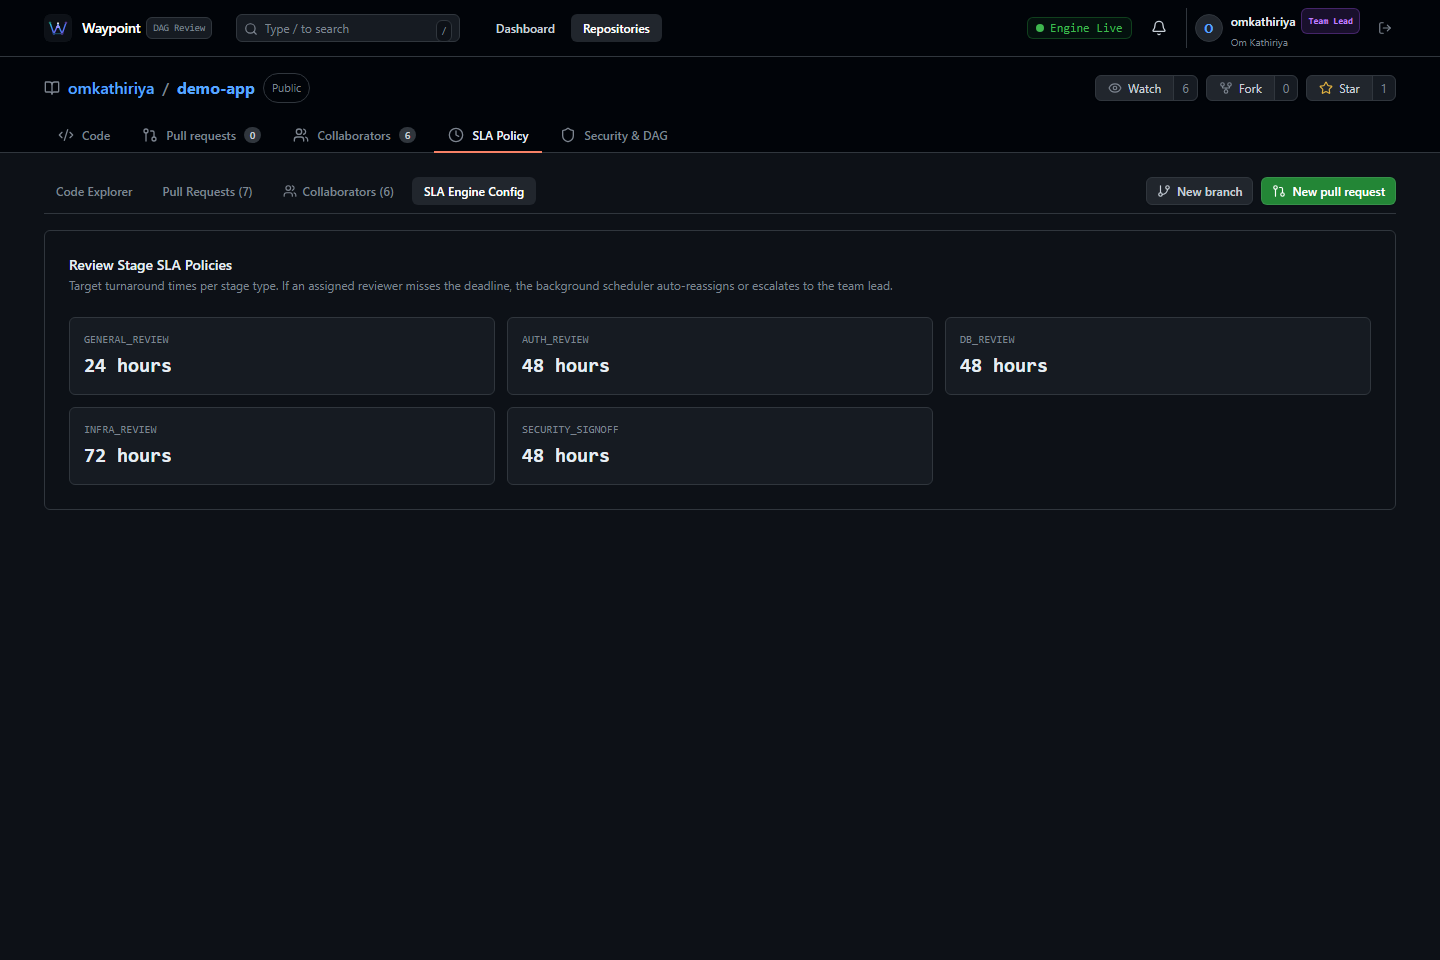 Waypoint DAG Review Type / to search / Dashboard Repositories Engine Live O omkathiriya Team Lead
Om Kathiriya
omkathiriya / demo-app Public Watch 6 Fork 0 Star 1
Code Pull requests 0 Collaborators 6 SLA Policy Security & DAG
Code Explorer Pull Requests (7) Collaborators (6) SLA Engine Config New branch New pull request
Review Stage SLA Policies
Target turnaround times per stage type. If an assigned reviewer misses the deadline, the background scheduler auto-reassigns or escalates to the team lead.
GENERAL_REVIEW AUTH_REVIEW DB_REVIEW
24 hours 48 hours 48 hours
INFRA_REVIEW SECURITY_SIGNOFF
72 hours 48 hours